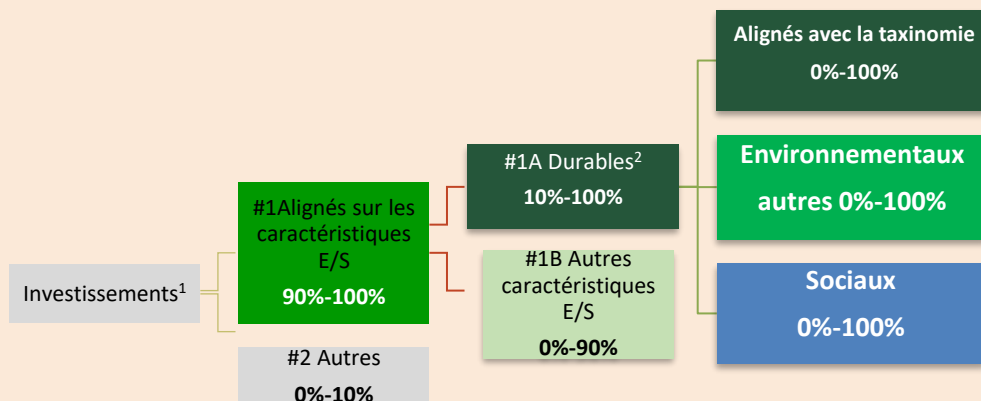 Investissements¹
#1Alignés sur les
caractéristiques
E/S
90%-100%
#2 Autres
0%-10%
#1A Durables²
10%-100%
#1B Autres
caractéristiques
E/S
0%-90%
Alignés avec la taxinomie
0%-100%
Environnementaux
autres 0%-100%
Sociaux
0%-100%